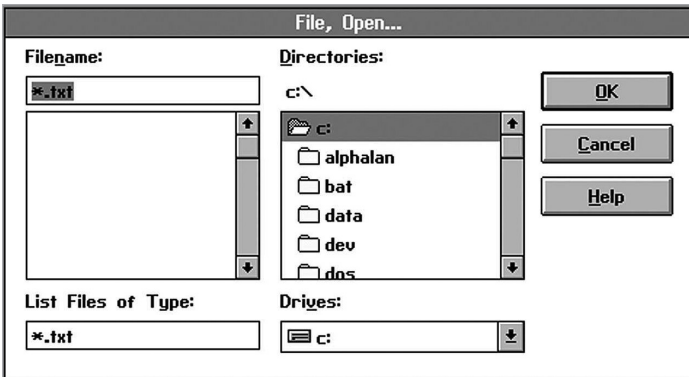 File, Open...
Filename:
*.txt
Directories:
c:\
c:
alphalan
bat
data
dev
dos
OK
Cancel
Help
List Files of Type:
*.txt
Drives:
c: